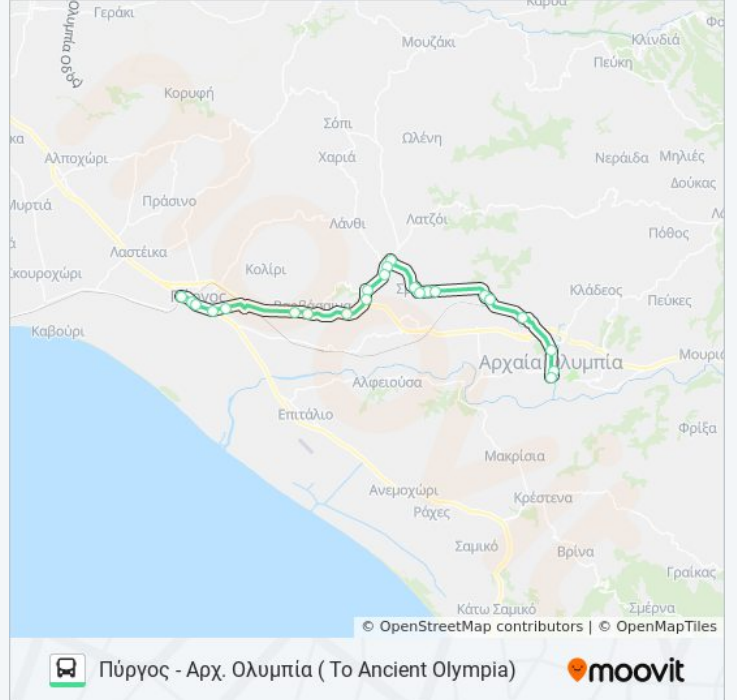 Γεράκι
Κάρυα
Ολυμπία Οδός
Μουζάκι
Κλινδιά
Πεύκη
Κορυφή
Σόπι
Ωλένη
Αλποχώρι
Χαριά
Νεράιδα Μηλιές
Δούκας
Μυρτιά
Πράσινο
Λάνθι
Λατζόι
Πόθος
Λαστέικα
Κολίρι
Σκουροχώρι
Κλάδεος
Πεύκες
Καβούρι
Αρχαία Ολυμπία
Μουρι
Αλφειούσα
Επιτάλιο
Φρίξα
Μακρίσια
Ανεμοχώρι
Κρέστενα
Ράχες
Σαμικό
Βρίνα
Γραίκας
Κάτω Σαμικό
Σμέρνα
© OpenStreetMap contributors | © OpenMapTiles
Πύργος - Αρχ. Ολυμπία ( To Ancient Olympia)
moovit